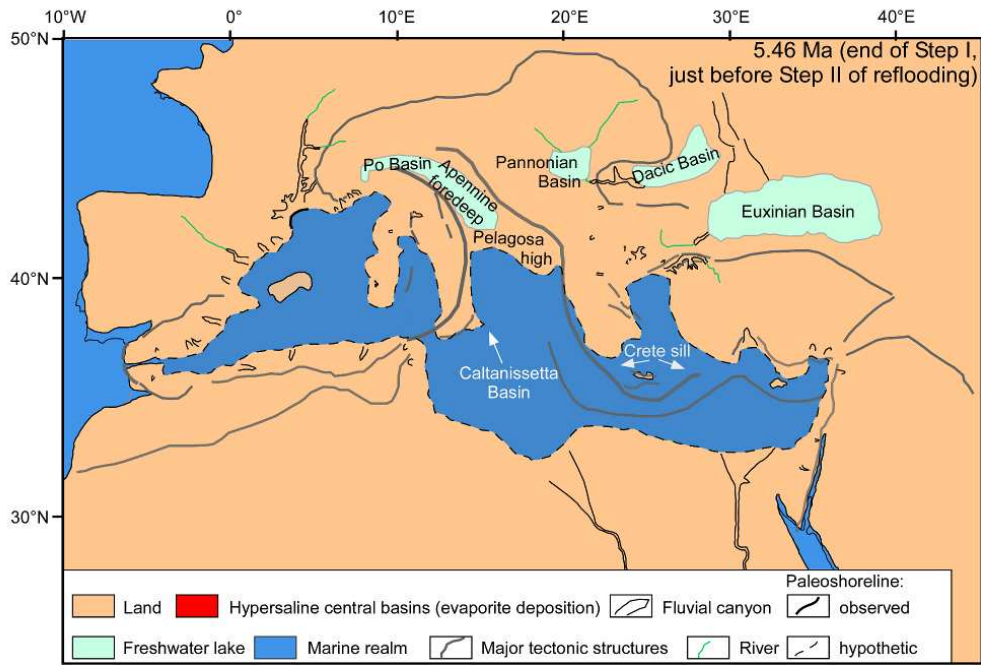 10°W 0° 10°E 20°E 30°E 40°E
50°N
5.46 Ma (end of Step I,
just before Step II of reflooding)
Po Basin
Apennine
foredeep
Pannonian
Basin
Dacic Basin
Euxinian Basin
Pelagosa
high
40°N
Crete sill
Caltanissetta
Basin
30°N
Paleoshoreline:
Land Hypersaline central basins (evaporite deposition) Fluvial canyon observed
Freshwater lake Marine realm Major tectonic structures River hypothetic